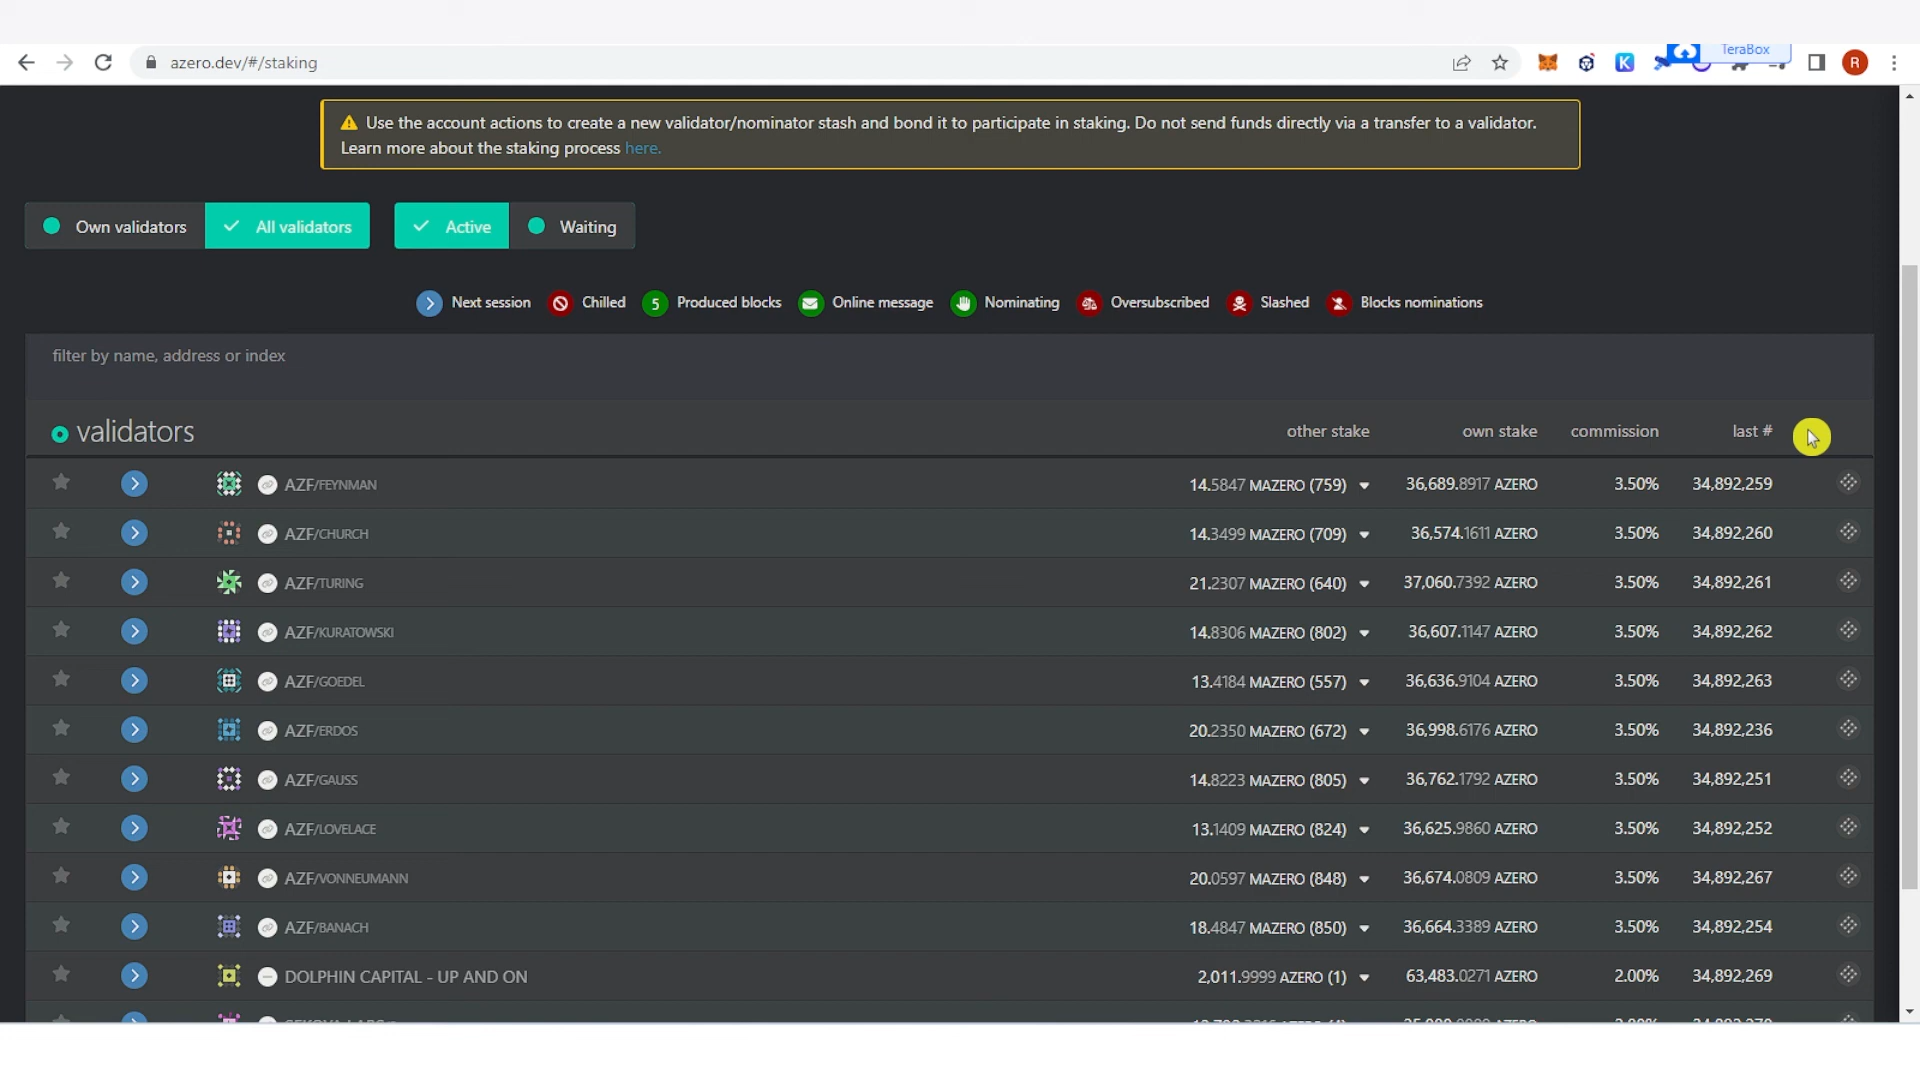 TeraBox
azero.dev/#/staking
K
R
Use the account actions to create a new validator/nominator stash and bond it to participate in staking. Do not send funds directly via a transfer to a validator.
Learn more about the staking process here.
Own validators All validators Active Waiting
Next session Chilled 5 Produced blocks Online message Nominating Oversubscribed Slashed Blocks nominations
filter by name, address or index
validators other stake own stake commission last #
AZF/FEYNMAN 14.5847 MAZERO (759) 36,689.8917 AZERO 3.50% 34,892,259
AZF/CHURCH 14.3499 MAZERO (709) 36,574.1611 AZERO 3.50% 34,892,260
AZF/TURING 21.2307 MAZERO (640) 37,060.7392 AZERO 3.50% 34,892,261
AZF/KURATOWSKI 14.8306 MAZERO (802) 36,607.1147 AZERO 3.50% 34,892,262
AZF/GOEDEL 13.4184 MAZERO (557) 36,636.9104 AZERO 3.50% 34,892,263
AZF/ERDOS 20.2350 MAZERO (672) 36,998.6176 AZERO 3.50% 34,892,236
AZF/GAUSS 14.8223 MAZERO (805) 36,762.1792 AZERO 3.50% 34,892,251
AZF/LOVELACE 13.1409 MAZERO (824) 36,625.9860 AZERO 3.50% 34,892,252
AZF/VONNEUMANN 20.0597 MAZERO (848) 36,674.0809 AZERO 3.50% 34,892,267
AZF/BANACH 18.4847 MAZERO (850) 36,664.3389 AZERO 3.50% 34,892,254
DOLPHIN CAPITAL - UP AND ON 2,011.9999 AZERO (1) 63,483.0271 AZERO 2.00% 34,892,269